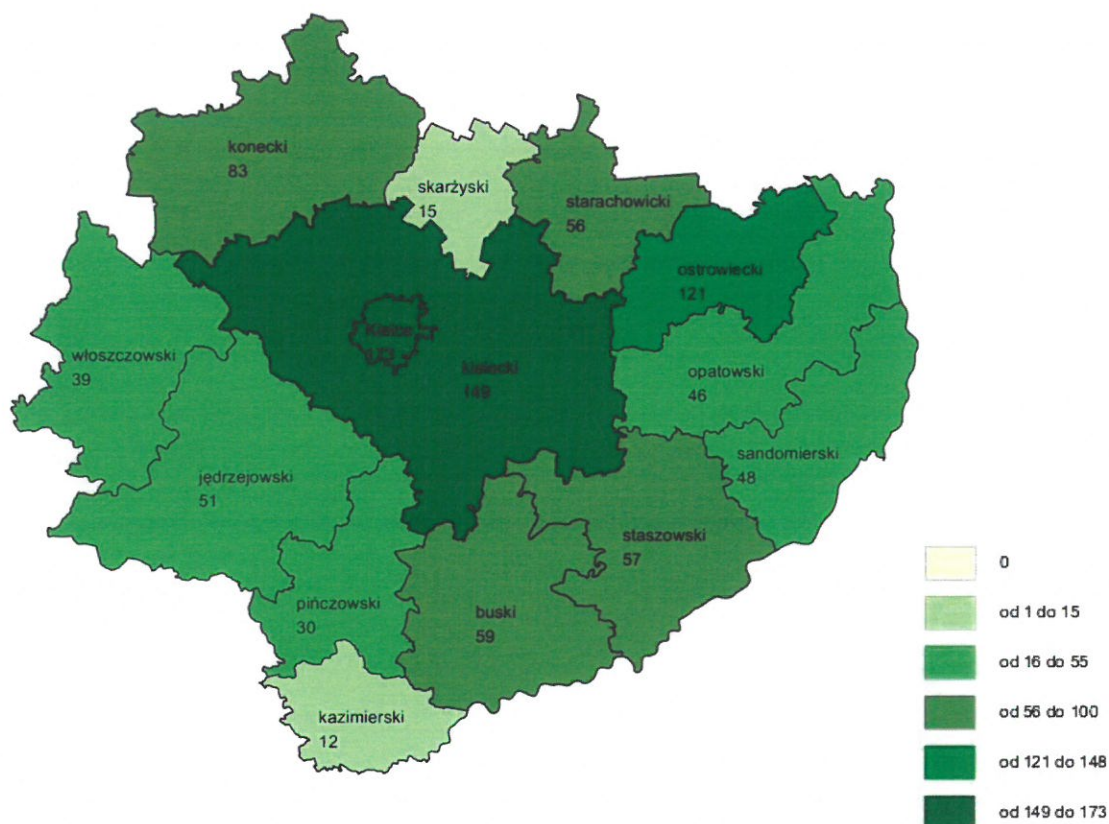 konecki
83
skarżyski
15
starachowicki
56
ostrowiecki
121
Kielce
173
kielecki
149
włoszczowski
39
opatowski
46
sandomierski
48
jędrzejowski
51
staszowski
57
pińczowski
30
buski
59
kazimierski
12
0
od 1 do 15
od 16 do 55
od 56 do 100
od 121 do 148
od 149 do 173